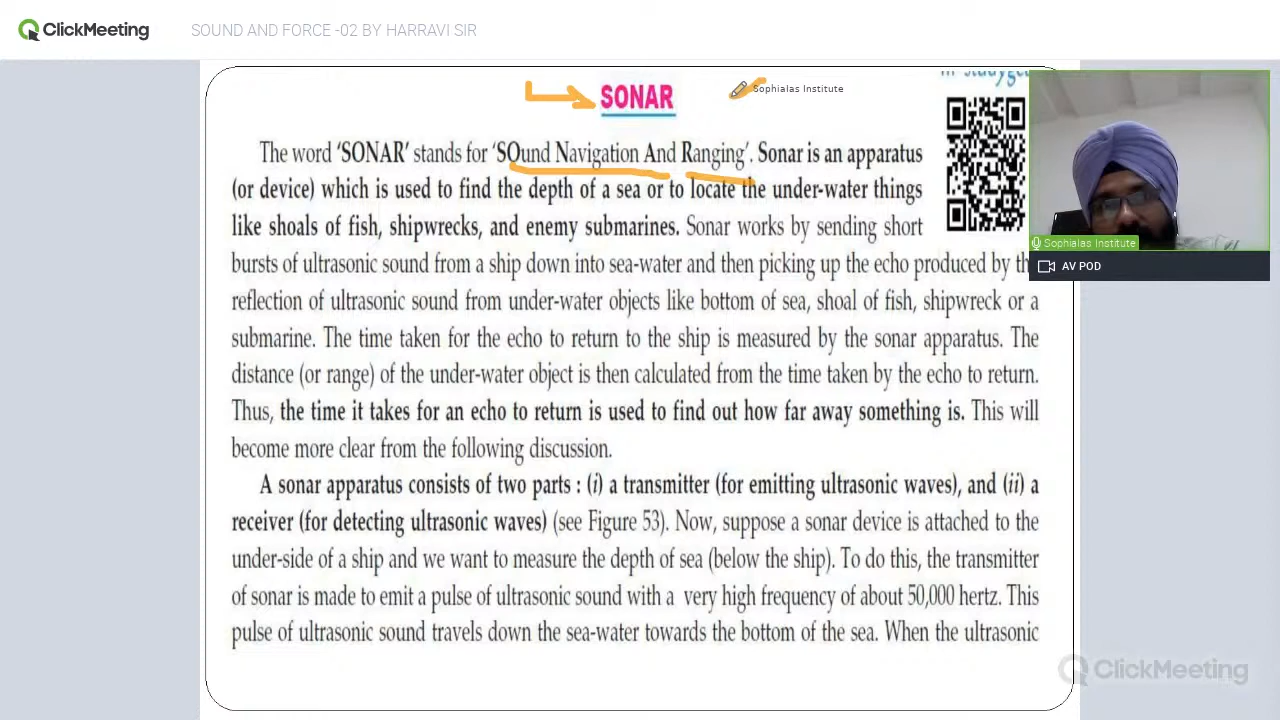 ClickMeeting
SOUND AND FORCE -02 BY HARRAVI SIR
SONAR
Sophialas Institute
The word ‘SONAR’ stands for ‘SOund Navigation And Ranging’. Sonar is an apparatus
(or device) which is used to find the depth of a sea or to locate the under-water things
like shoals of fish, shipwrecks, and enemy submarines. Sonar works by sending short
bursts of ultrasonic sound from a ship down into sea-water and then picking up the echo produced by th
reflection of ultrasonic sound from under-water objects like bottom of sea, shoal of fish, shipwreck or a
submarine. The time taken for the echo to return to the ship is measured by the sonar apparatus. The
distance (or range) of the under-water object is then calculated from the time taken by the echo to return.
Thus, the time it takes for an echo to return is used to find out how far away something is. This will
become more clear from the following discussion.
A sonar apparatus consists of two parts : (i) a transmitter (for emitting ultrasonic waves), and (ii) a
receiver (for detecting ultrasonic waves) (see Figure 53). Now, suppose a sonar device is attached to the
under-side of a ship and we want to measure the depth of sea (below the ship). To do this, the transmitter
of sonar is made to emit a pulse of ultrasonic sound with a very high frequency of about 50,000 hertz. This
pulse of ultrasonic sound travels down the sea-water towards the bottom of the sea. When the ultrasonic
Sophialas Institute
AV POD
ClickMeeting